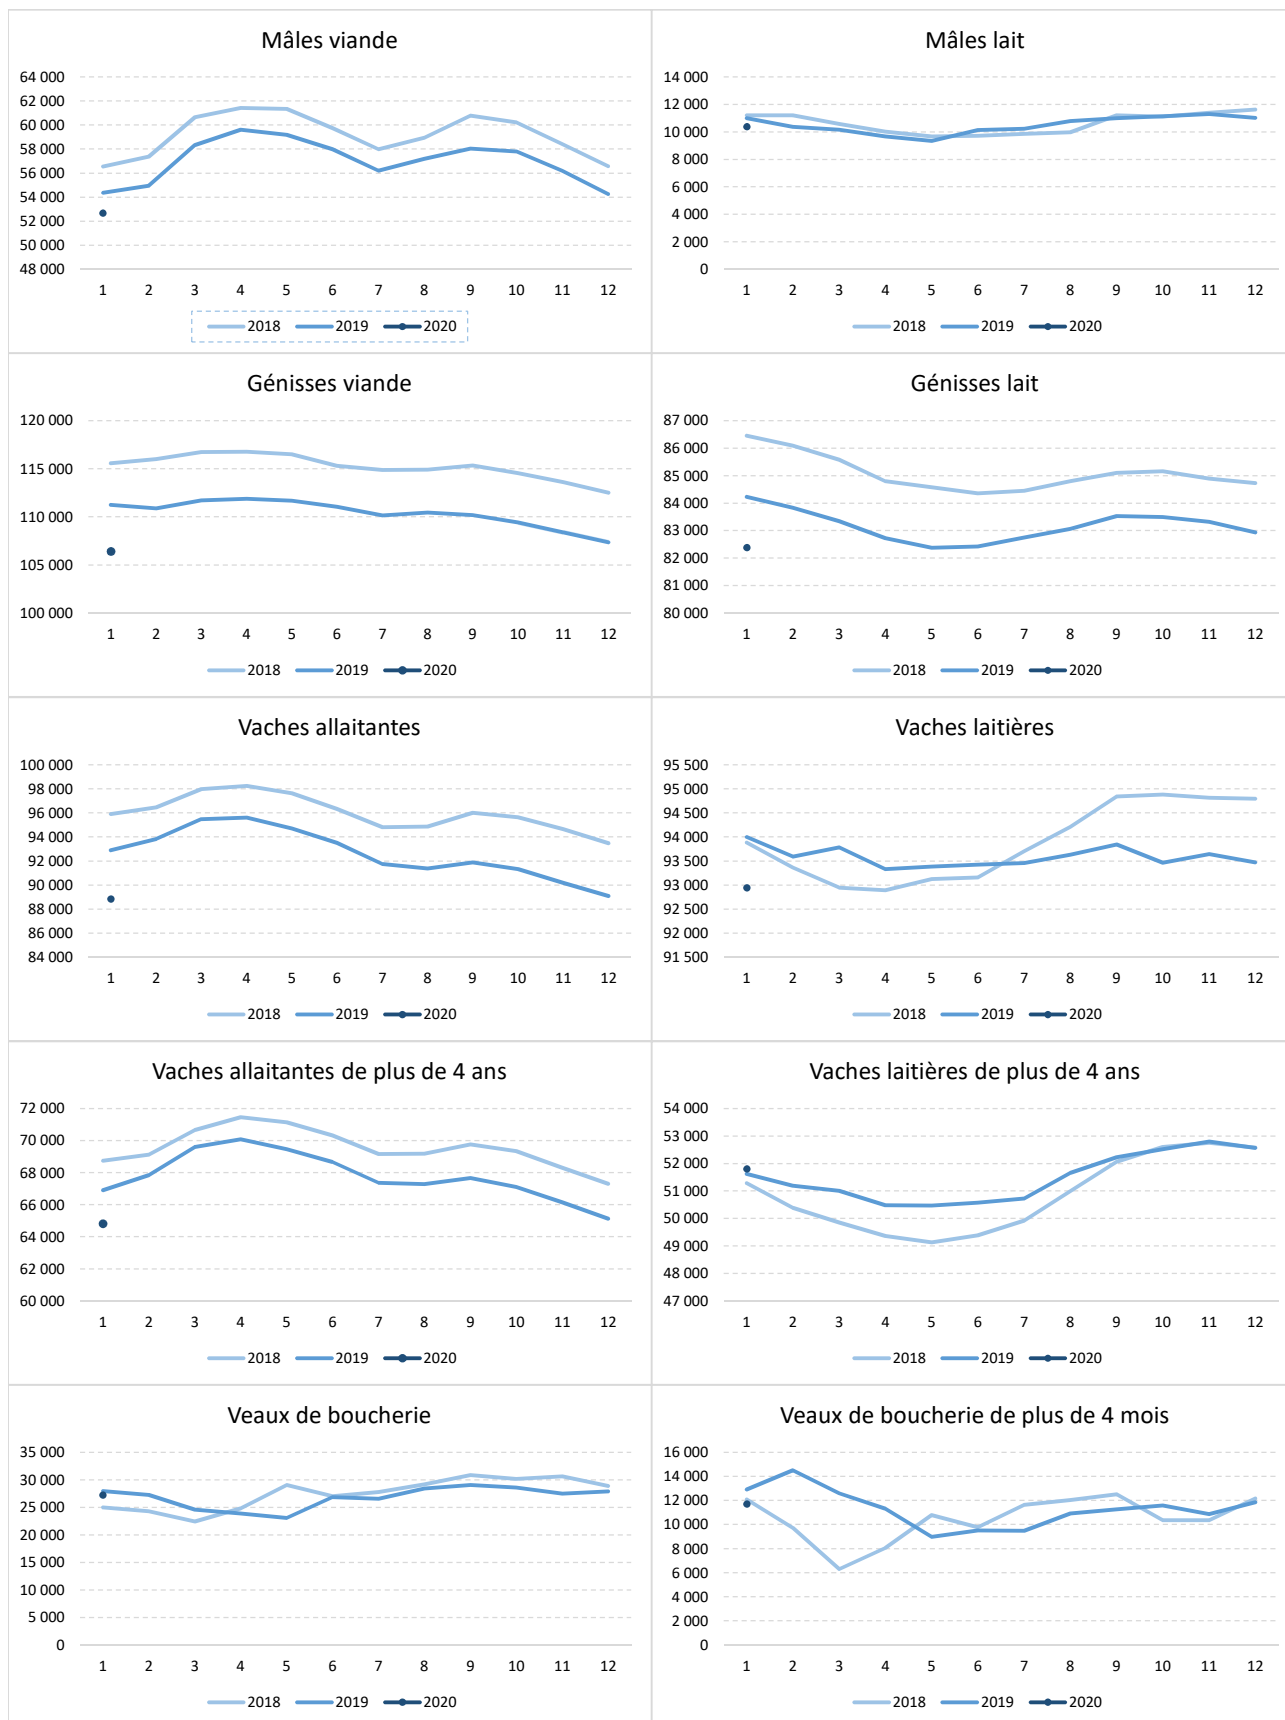 Mâles viande
64 000
62 000
60 000
58 000
56 000
54 000
52 000
50 000
48 000
1 2 3 4 5 6 7 8 9 10 11 12
2018 2019 2020
Mâles lait
14 000
12 000
10 000
8 000
6 000
4 000
2 000
0
1 2 3 4 5 6 7 8 9 10 11 12
2018 2019 2020
Génisses viande
120 000
115 000
110 000
105 000
100 000
1 2 3 4 5 6 7 8 9 10 11 12
2018 2019 2020
Génisses lait
87 000
86 000
85 000
84 000
83 000
82 000
81 000
80 000
1 2 3 4 5 6 7 8 9 10 11 12
2018 2019 2020
Vaches allaitantes
100 000
98 000
96 000
94 000
92 000
90 000
88 000
86 000
84 000
1 2 3 4 5 6 7 8 9 10 11 12
2018 2019 2020
Vaches laitières
95 500
95 000
94 500
94 000
93 500
93 000
92 500
92 000
91 500
1 2 3 4 5 6 7 8 9 10 11 12
2018 2019 2020
Vaches allaitantes de plus de 4 ans
72 000
70 000
68 000
66 000
64 000
62 000
60 000
1 2 3 4 5 6 7 8 9 10 11 12
2018 2019 2020
Vaches laitières de plus de 4 ans
54 000
53 000
52 000
51 000
50 000
49 000
48 000
47 000
1 2 3 4 5 6 7 8 9 10 11 12
2018 2019 2020
Veaux de boucherie
35 000
30 000
25 000
20 000
15 000
10 000
5 000
0
1 2 3 4 5 6 7 8 9 10 11 12
2018 2019 2020
Veaux de boucherie de plus de 4 mois
16 000
14 000
12 000
10 000
8 000
6 000
4 000
2 000
0
1 2 3 4 5 6 7 8 9 10 11 12
2018 2019 2020